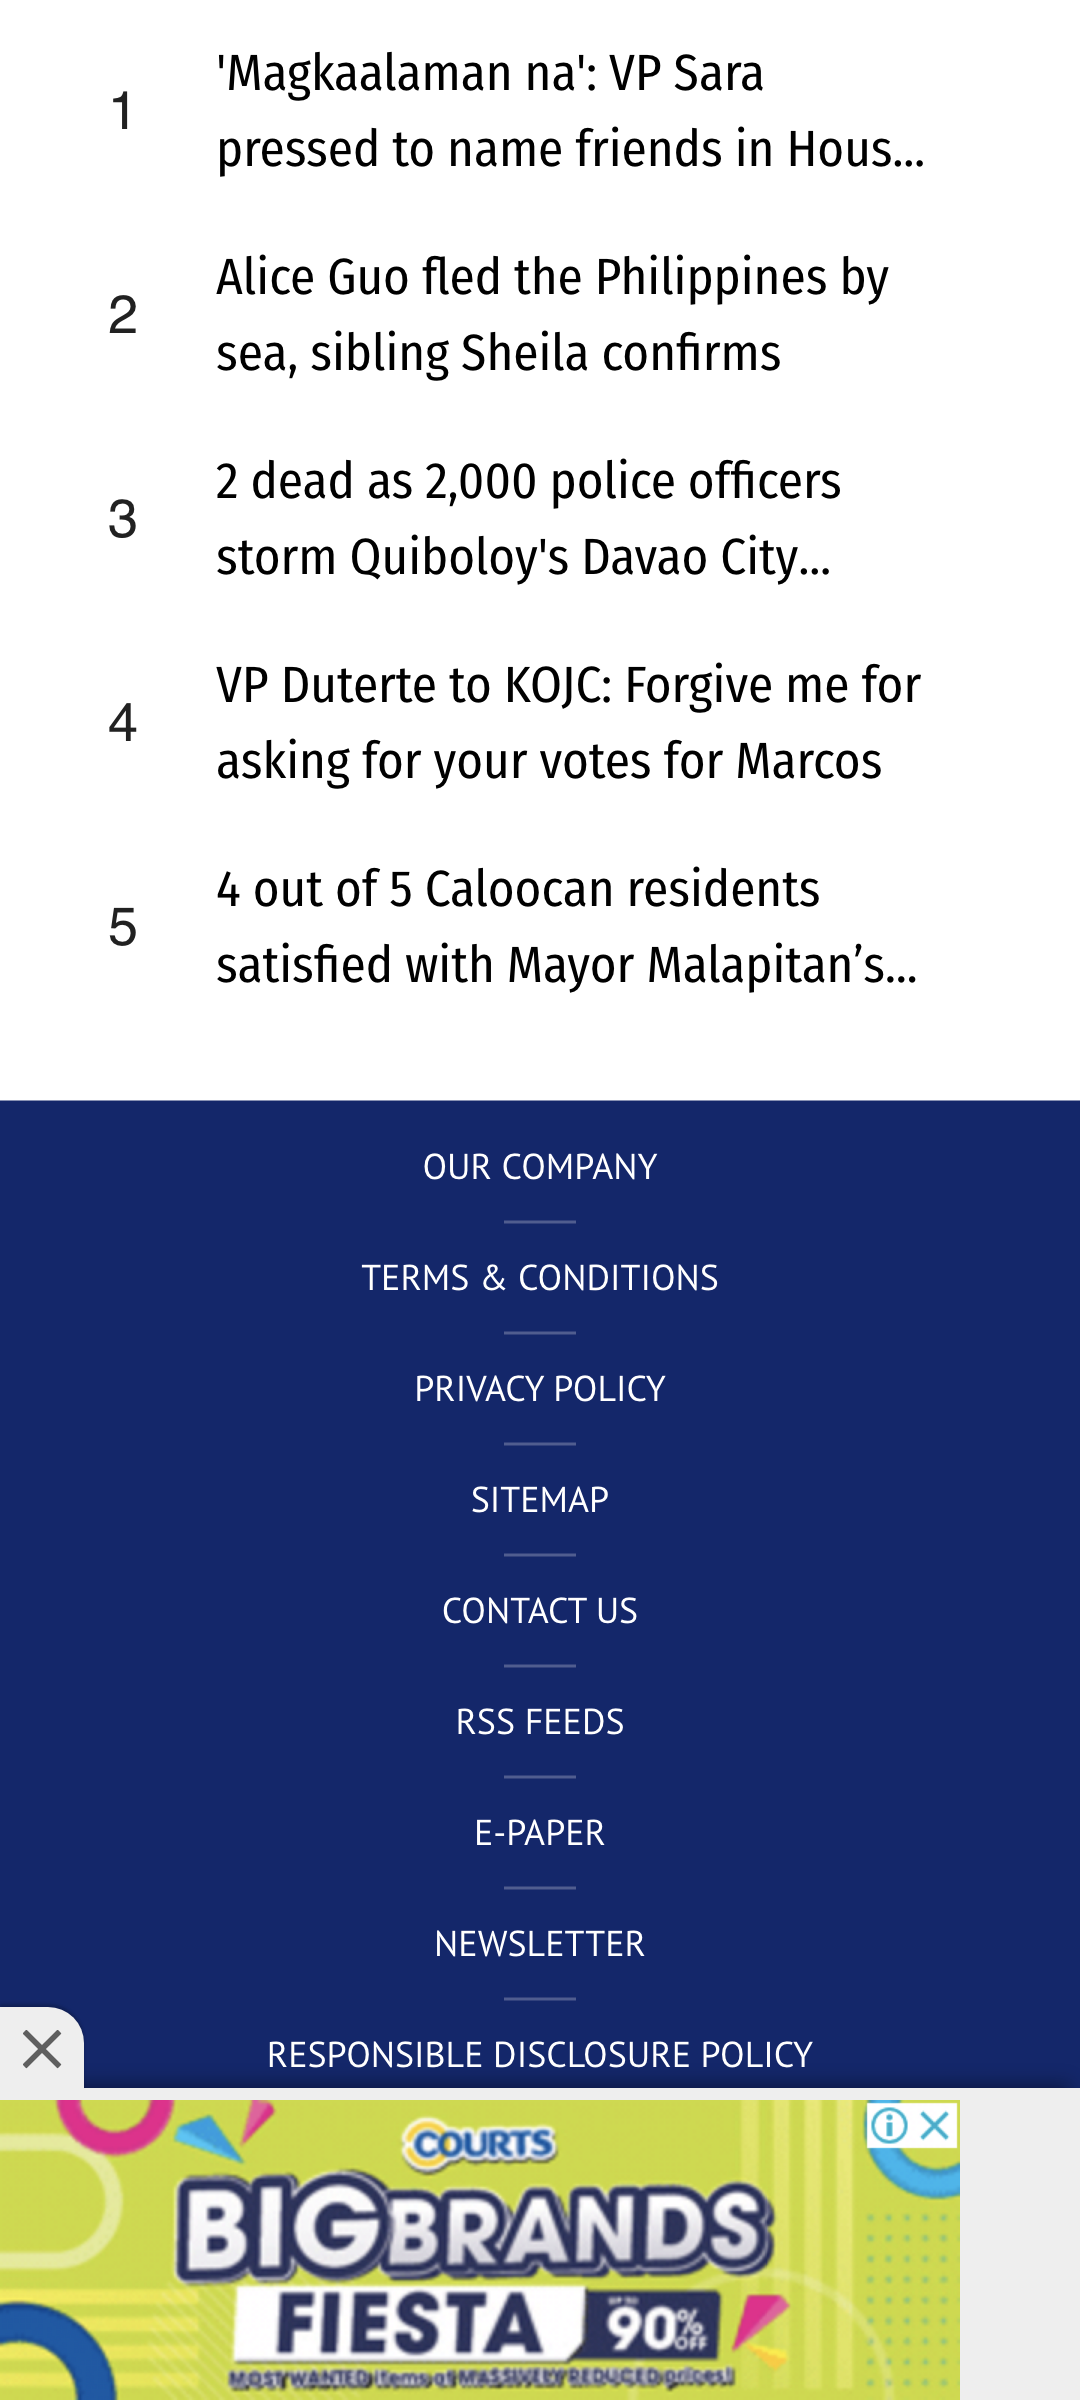 1
'Magkaalaman na': VP Sara
pressed to name friends in Hous...
2
Alice Guo fled the Philippines by
sea, sibling Sheila confirms
3
2 dead as 2,000 police officers
storm Quiboloy's Davao City...
4
VP Duterte to KOJC: Forgive me for
asking for your votes for Marcos
5
4 out of 5 Caloocan residents
satisfied with Mayor Malapitan’s...
OUR COMPANY
TERMS & CONDITIONS
PRIVACY POLICY
SITEMAP
CONTACT US
RSS FEEDS
E-PAPER
NEWSLETTER
RESPONSIBLE DISCLOSURE POLICY
COURTS
BIG BRANDS
FIESTA UP TO 90% OFF
MOST WANTED items at MASSIVELY REDUCED prices!